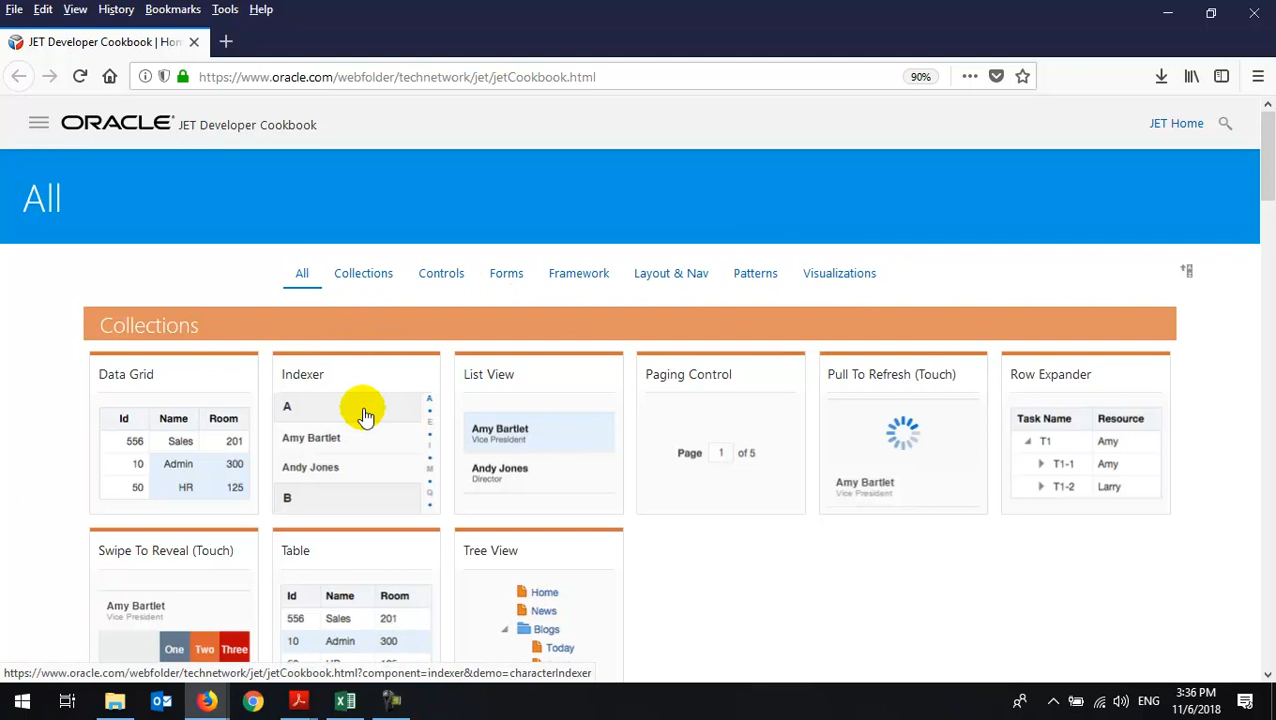 File Edit View History Bookmarks Tools Help
JET Developer Cookbook | Hom
https://www.oracle.com/webfolder/technetwork/jet/jetCookbook.html 90%
ORACLE JET Developer Cookbook JET Home
All
All Collections Controls Forms Framework Layout & Nav Patterns Visualizations
Collections
Data Grid
Id Name Room
556 Sales 201
10 Admin 300
50 HR 125
Indexer
A
Amy Bartlet
Andy Jones
B
A
E
I
M
Q
List View
Amy Bartlet
Vice President
Andy Jones
Director
Paging Control
Page 1 of 5
Pull To Refresh (Touch)
Amy Bartlet
Vice President
Row Expander
Task Name Resource
T1 Amy
T1-1 Amy
T1-2 Larry
Swipe To Reveal (Touch)
Amy Bartlet
Vice President
One Two Three
Table
Id Name Room
556 Sales 201
10 Admin 300
Tree View
Home
News
Blogs
Today
https://www.oracle.com/webfolder/technetwork/jet/jetCookbook.html?component=indexer&demo=characterIndexer
ENG
3:36 PM
11/6/2018